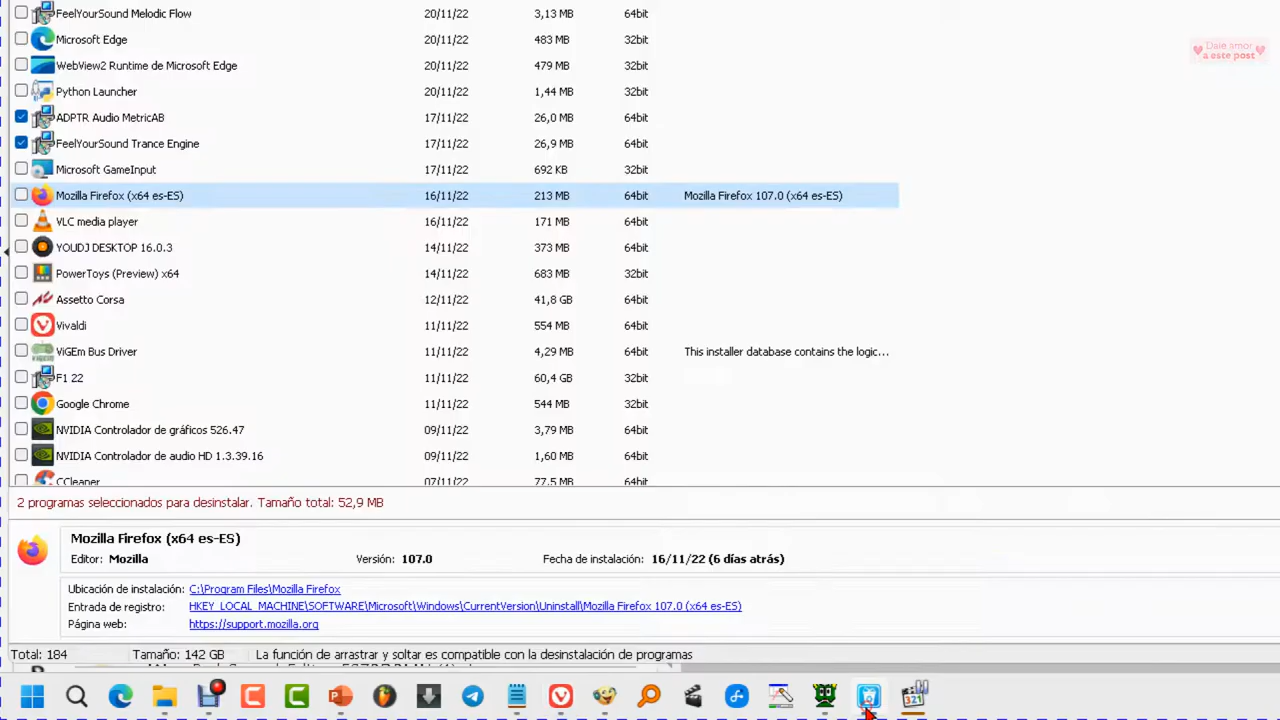 FeelYourSound Melodic Flow 20/11/22 3,13 MB 64bit
Microsoft Edge 20/11/22 483 MB 32bit
Dale amor
a este post
WebView2 Runtime de Microsoft Edge 20/11/22 479 MB 32bit
Python Launcher 20/11/22 1,44 MB 32bit
ADPTR Audio MetricAB 17/11/22 26,0 MB 64bit
FeelYourSound Trance Engine 17/11/22 26,9 MB 64bit
Microsoft GameInput 17/11/22 692 KB 32bit
Mozilla Firefox (x64 es-ES) 16/11/22 213 MB 64bit Mozilla Firefox 107.0 (x64 es-ES)
VLC media player 16/11/22 171 MB 64bit
YOUDJ DESKTOP 16.0.3 14/11/22 373 MB 64bit
PowerToys (Preview) x64 14/11/22 683 MB 32bit
Assetto Corsa 12/11/22 41,8 GB 64bit
Vivaldi 11/11/22 554 MB 64bit
ViGEm Bus Driver 11/11/22 4,29 MB 64bit This installer database contains the logic...
F1 22 11/11/22 60,4 GB 32bit
Google Chrome 11/11/22 544 MB 32bit
NVIDIA Controlador de gráficos 526.47 09/11/22 3,79 MB 64bit
NVIDIA Controlador de audio HD 1.3.39.16 09/11/22 1,60 MB 64bit
CCleaner 07/11/22 77,5 MB 64bit
2 programas seleccionados para desinstalar. Tamaño total: 52,9 MB
Mozilla Firefox (x64 es-ES)
Editor: Mozilla Versión: 107.0 Fecha de instalación: 16/11/22 (6 días atrás)
Ubicación de instalación: C:\Program Files\Mozilla Firefox
Entrada de registro: HKEY_LOCAL_MACHINE\SOFTWARE\Microsoft\Windows\CurrentVersion\Uninstall\Mozilla Firefox 107.0 (x64 es-ES)
Página web: https://support.mozilla.org
Total: 184 Tamaño: 142 GB La función de arrastrar y soltar es compatible con la desinstalación de programas
321